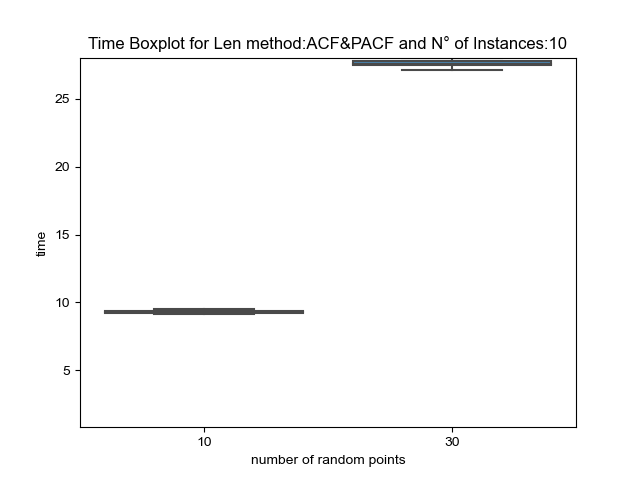 Time Boxplot for Len method:ACF&PACF and N° of Instances:10
25
20
15
10
5
time
10
30
number of random points